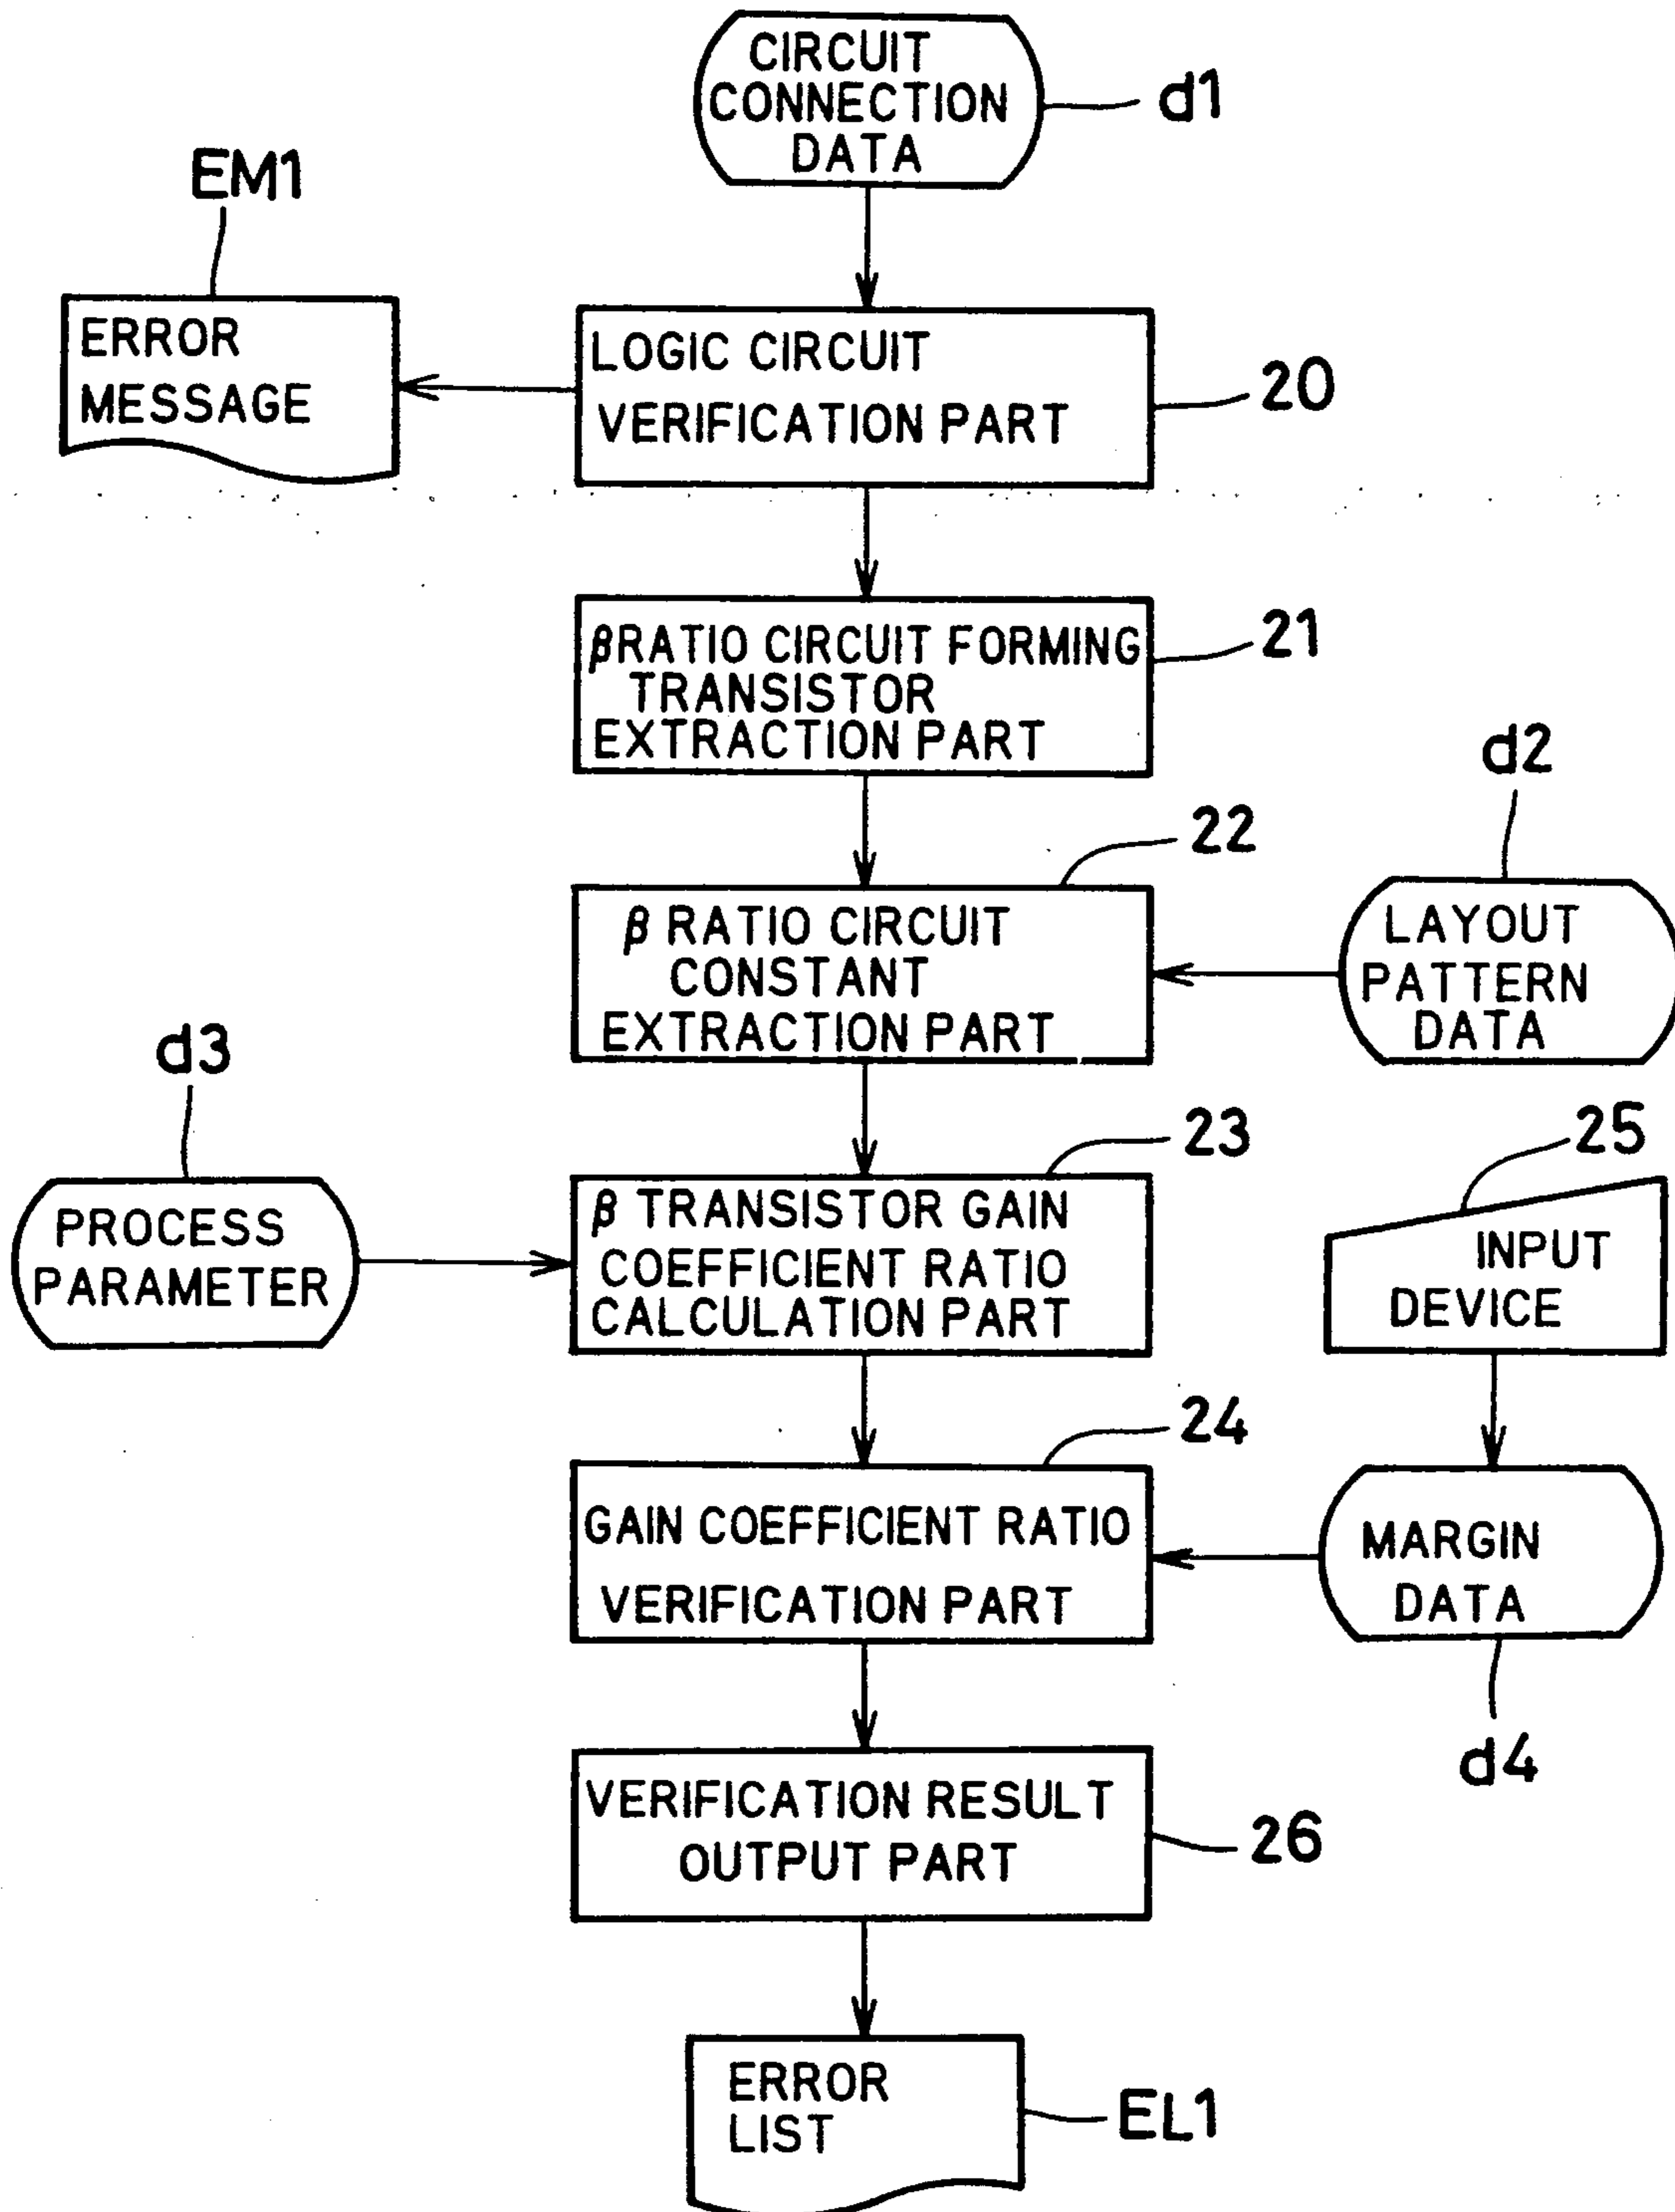 CIRCUIT
CONNECTION
DATA
d1
EM1
ERROR
MESSAGE
LOGIC CIRCUIT
VERIFICATION PART
20
βRATIO CIRCUIT FORMING
TRANSISTOR
EXTRACTION PART
21
d2
22
β RATIO CIRCUIT
CONSTANT
EXTRACTION PART
LAYOUT
PATTERN
DATA
d3
23
25
PROCESS
PARAMETER
β TRANSISTOR GAIN
COEFFICIENT RATIO
CALCULATION PART
INPUT
DEVICE
24
GAIN COEFFICIENT RATIO
VERIFICATION PART
MARGIN
DATA
d4
VERIFICATION RESULT
OUTPUT PART
26
ERROR
LIST
EL1